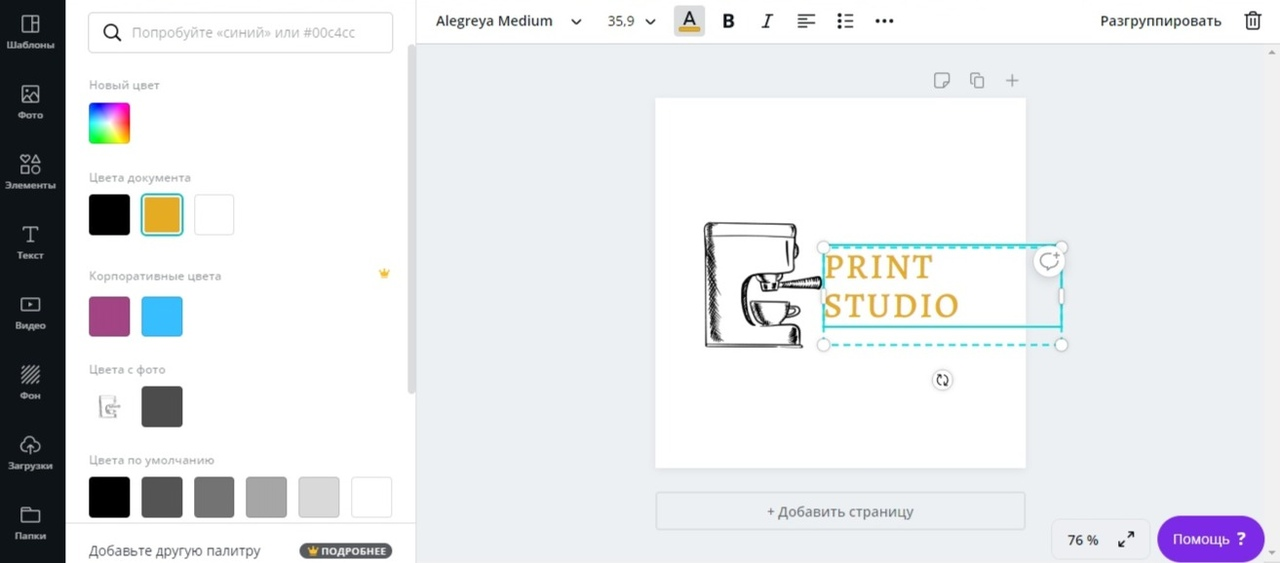 Шаблоны
Фото
Элементы
Текст
Видео
Фон
Загрузки
Папки
Попробуйте «синий» или #00c4cc
Новый цвет
Цвета документа
Корпоративные цвета
Цвета с фото
Цвета по умолчанию
Добавьте другую палитру
ПОДРОБНЕЕ
Alegreya Medium
35,9
A
B
I
Разгруппировать
PRINT
STUDIO
+ Добавить страницу
76 %
Помощь ?